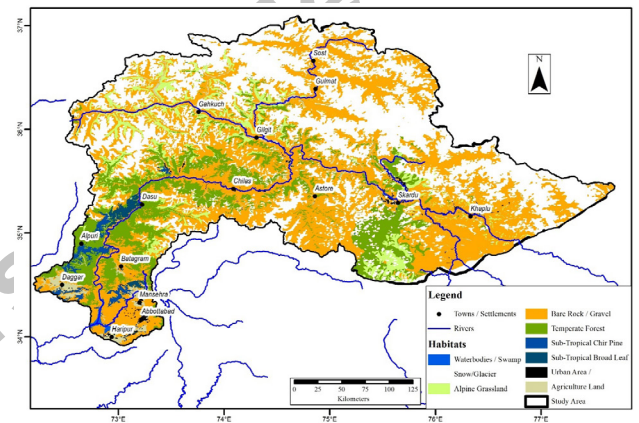 37°N
36°N
35°N
34°N
N
Sost
Gulmat
Gahkuch
Gilgit
Chilas
Astore
Skardu
Khaplu
Dasu
Alpuri
Batagram
Daggar
Mansehra
Abbottabad
Haripur
Legend
Towns / Settlements
Rivers
Habitats
Waterbodies / Swamp
Snow/Glacier
Alpine Grassland
Bare Rock / Gravel
Temperate Forest
Sub-Tropical Chir Pine
Sub-Tropical Broad Leaf
Urban Area /
Agriculture Land
Study Area
0 25 50 75 100 125
Kilometers
73°E 74°E 75°E 76°E 77°E